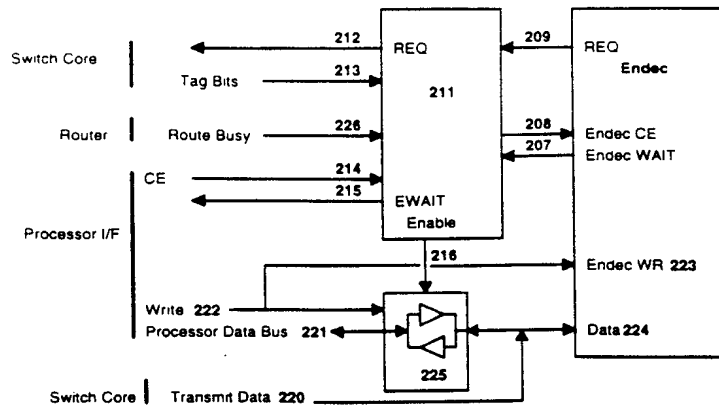 212 REQ 209 REQ
Switch Core 213 Endec
Tag Bits 211
226 208
Router Route Busy Endec CE
207
214 Endec WAIT
CE 215
EWAIT
Enable
Processor I/F
216 Endec WR 223
Write 222
Processor Data Bus 221 Data 224
225
Switch Core Transmit Data 220